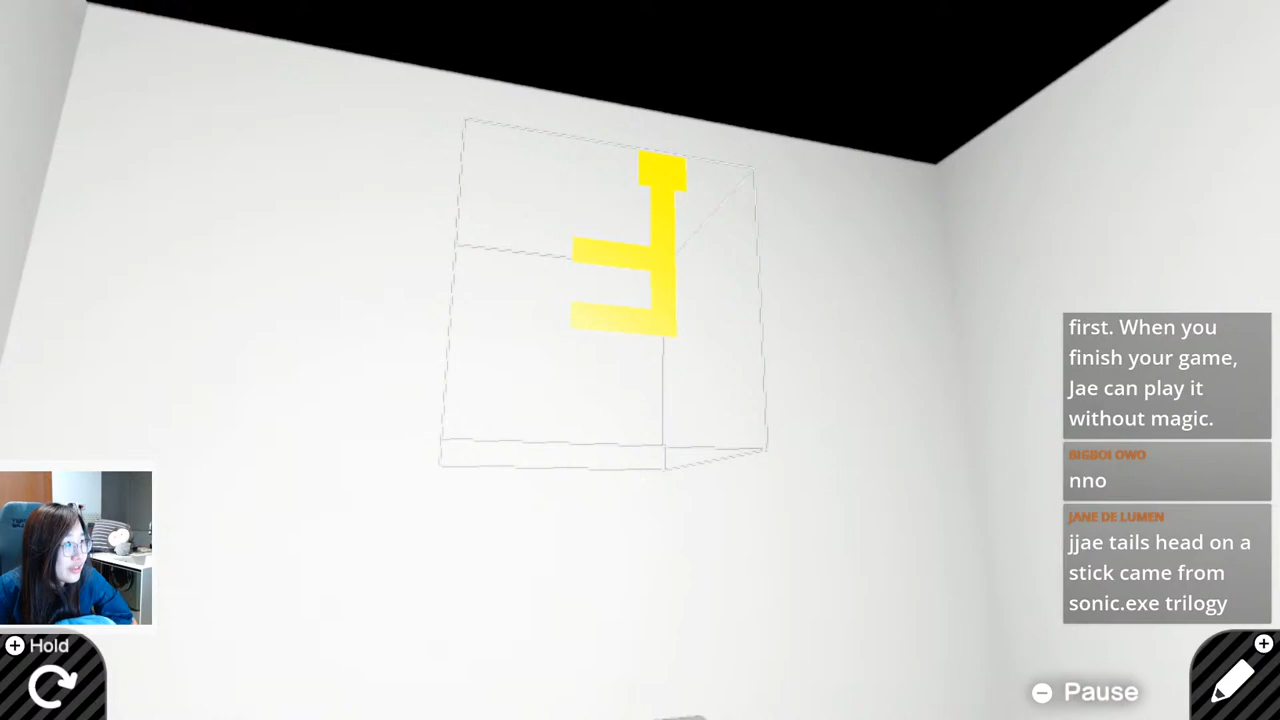 first. When you
finish your game,
Jae can play it
without magic.
BIGBOI OWO
nno
JANE DE LUMEN
jjae tails head on a
stick came from
sonic.exe trilogy
Hold
Pause